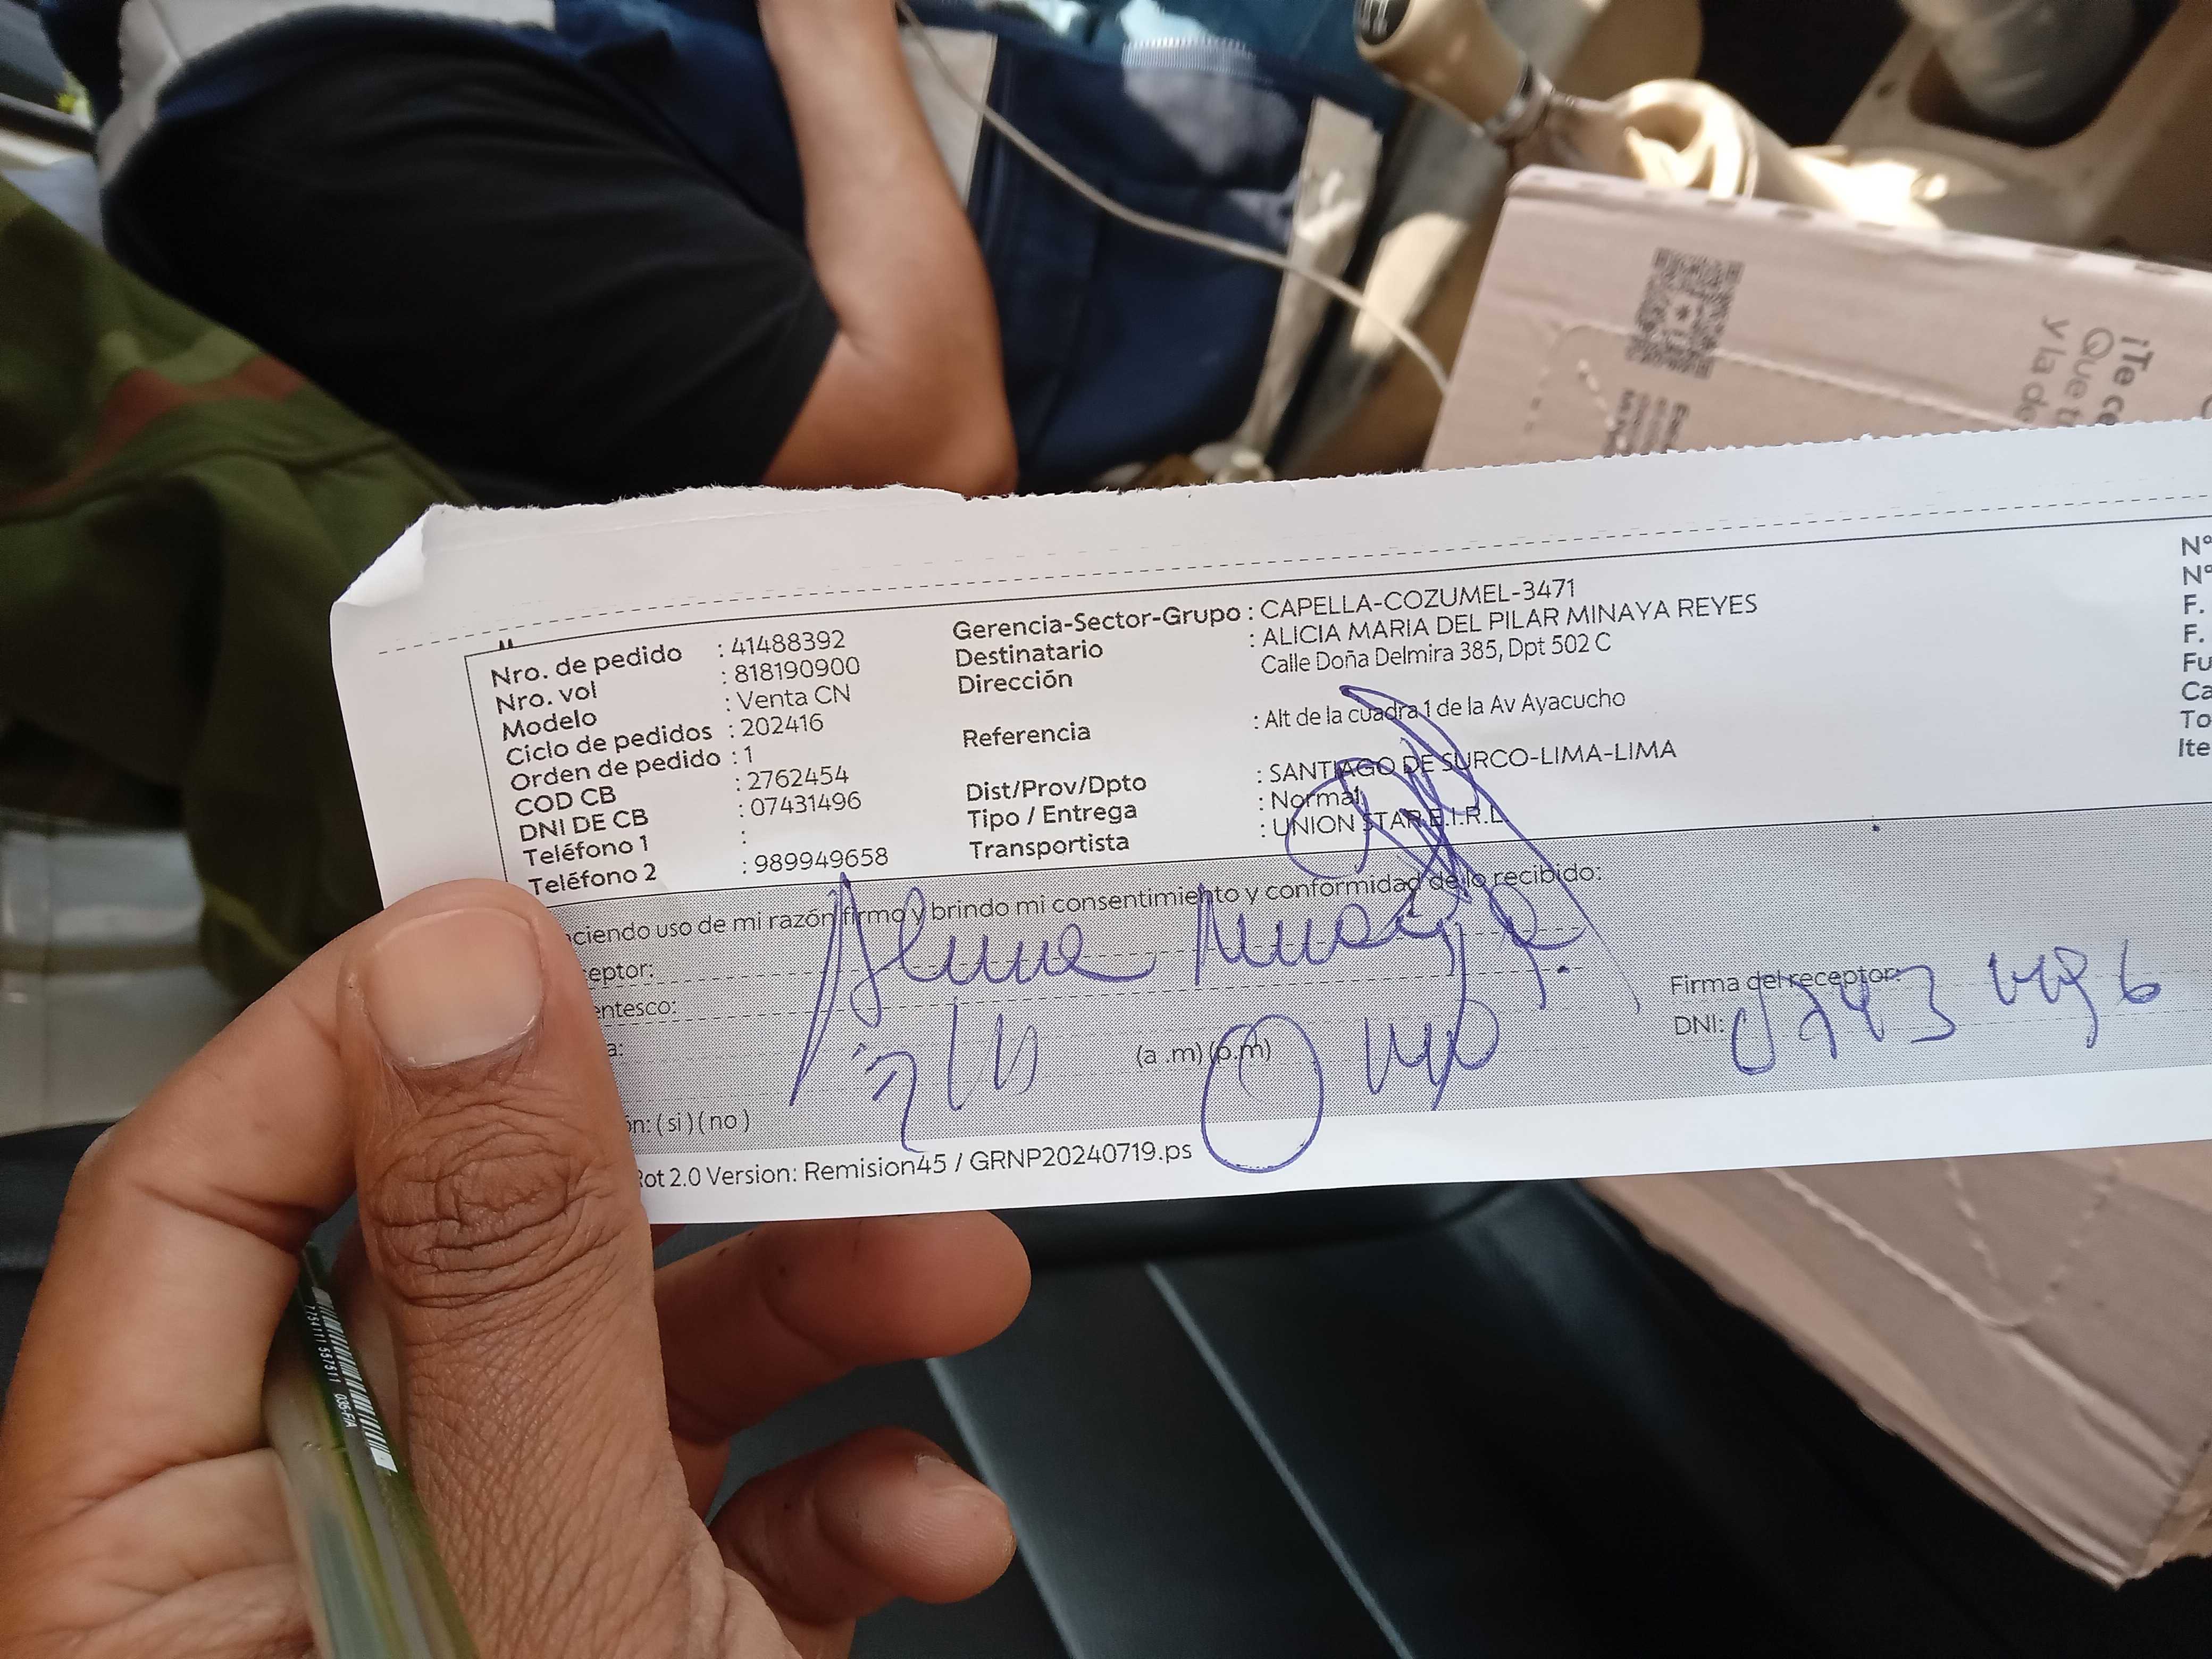 Nro. de pedido : 41488392
Nro. vol : 818190900
Modelo : Venta CN
Ciclo de pedidos : 202416
Orden de pedido : 1
COD CB : 2762454
DNI DE CB : 07431496
Teléfono 1 :
Teléfono 2 : 989949658
Gerencia-Sector-Grupo : CAPELLA-COZUMEL-3471
Destinatario : ALICIA MARIA DEL PILAR MINAYA REYES
Dirección Calle Doña Delmira 385, Dpt 502 C
Referencia : Alt de la cuadra 1 de la Av Ayacucho
Dist/Prov/Dpto : SANTIAGO DE SURCO-LIMA-LIMA
Tipo / Entrega : Normal
Transportista : UNION STAR E.I.R.L
N°
N°
F.
F.
Fu
Ca
To
Ite
ciendo uso de mi razón firmo y brindo mi consentimiento y conformidad de lo recibido:
eptor:
entesco:
a: (a .m) (p.m)
Firma del receptor:
DNI:
ón: ( si ) ( no )
Rot 2.0 Version: Remision45 / GRNP20240719.ps
¡Te ce
Que t
y la de